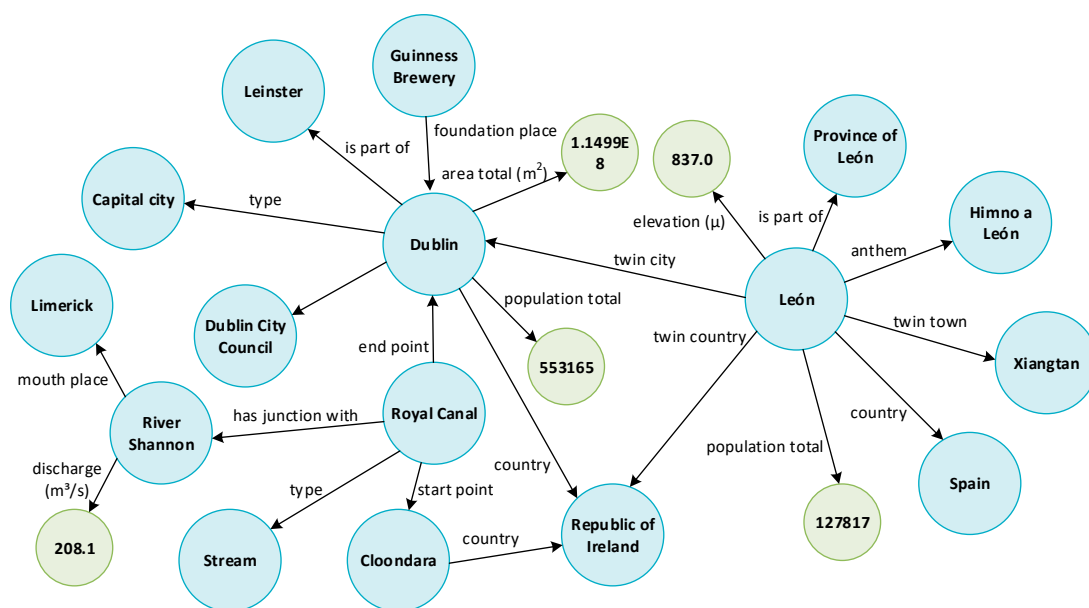 Guinness
Brewery
Leinster
foundation place
1.1499E
8
837.0
Province of
León
is part of
area total (m²)
Capital city
type
elevation (μ)
is part of
Himno a
León
anthem
Dublin
twin city
León
Limerick
Dublin City
Council
population total
twin country
twin town
Xiangtan
end point
553165
mouth place
River
Shannon
has junction with
Royal Canal
country
population total
Spain
discharge
(m³/s)
type
start point
country
208.1
Stream
Cloondara
country
Republic of
Ireland
127817